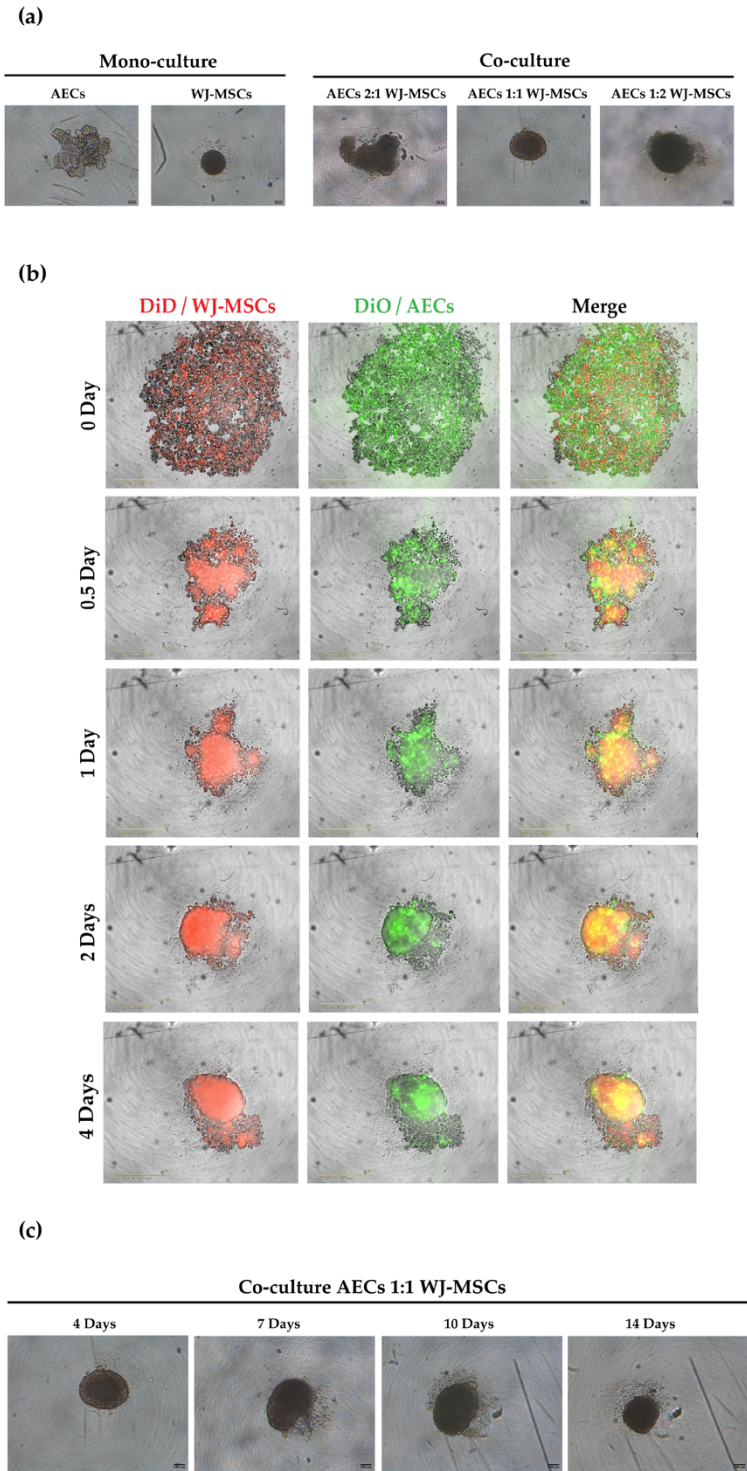 (a)
Mono-culture Co-culture
AECs WJ-MSCs AECs 2:1 WJ-MSCs AECs 1:1 WJ-MSCs AECs 1:2 WJ-MSCs
(b)
DiD / WJ-MSCs DiO / AECs Merge
0 Day
0.5 Day
1 Day
2 Days
4 Days
(c)
Co-culture AECs 1:1 WJ-MSCs
4 Days 7 Days 10 Days 14 Days